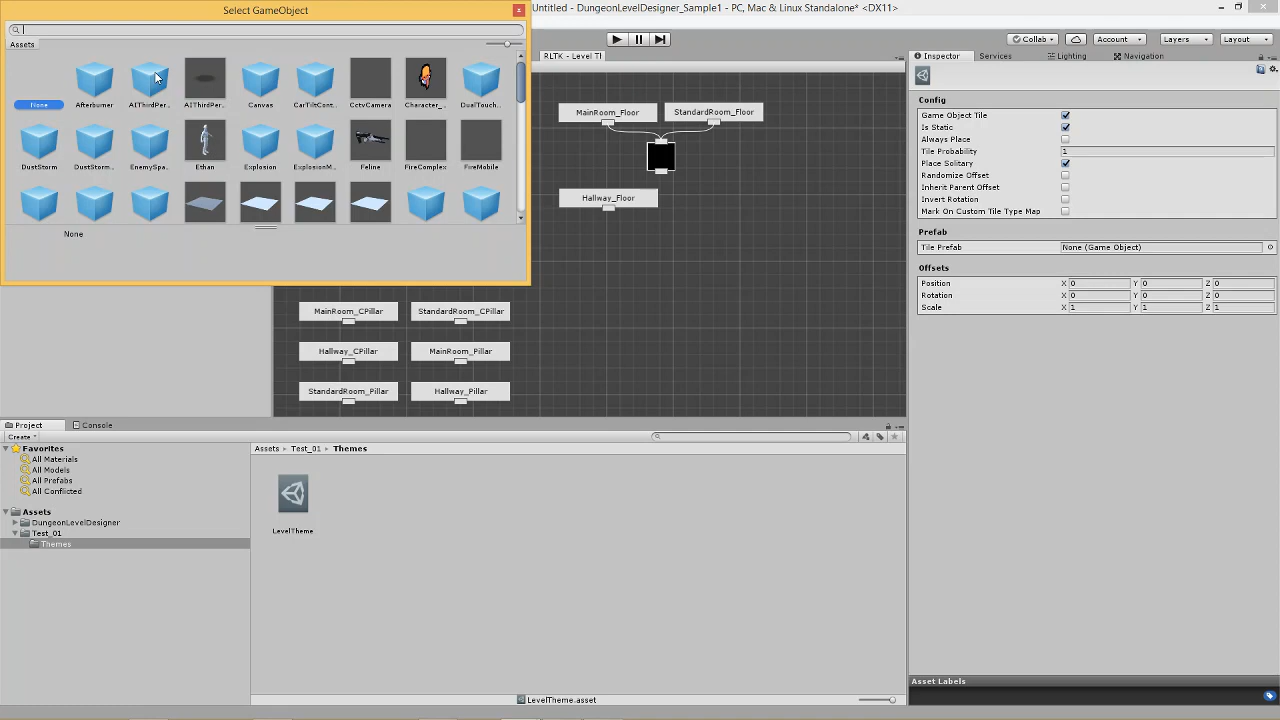 Select GameObject
Untitled - DungeonLevelDesigner_Sample1 - PC, Mac & Linux Standalone* <DX11>
Assets
Collab
Account
Layers
Layout
RLTK - Level Tl
Inspector
Services
Lighting
Navigation
None
Afterburner
AIThirdPer...
AIThirdPer...
Canvas
CarTiltCont...
CctvCamera
Character_...
DualTouch...
DustStorm
DustStorm...
EnemySpa...
Ethan
Explosion
ExplosionM...
Feline
FireComplex
FireMobile
None
MainRoom_Floor
StandardRoom_Floor
Hallway_Floor
MainRoom_CPillar
StandardRoom_CPillar
Hallway_CPillar
MainRoom_Pillar
StandardRoom_Pillar
Hallway_Pillar
Config
Game Object Tile
Is Static
Always Place
Tile Probability 1
Place Solitary
Randomize Offset
Inherit Parent Offset
Invert Rotation
Mark On Custom Tile Type Map
Prefab
Tile Prefab None (Game Object)
Offsets
Position X 0 Y 0 Z 0
Rotation X 0 Y 0 Z 0
Scale X 1 Y 1 Z 1
Project
Console
Create
Favorites
All Materials
All Models
All Prefabs
All Conflicted
Assets
DungeonLevelDesigner
Test_01
Themes
Assets Test_01 Themes
LevelTheme
LevelTheme.asset
Asset Labels